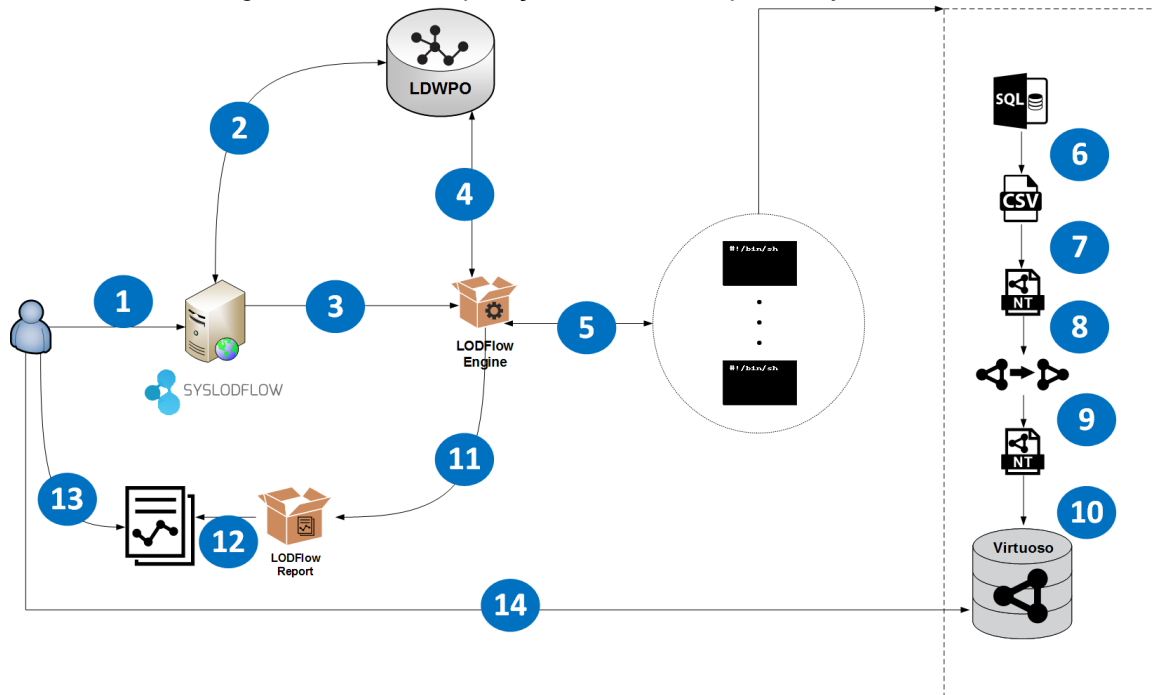 LDWPO
2
4
SQL
6
CSV
7
#!/bin/sh
NT
1
3
5
8
LODFlow
Engine
SYSLODFLOW
#!/bin/sh
9
11
NT
13
12
10
LODFlow
Report
Virtuoso
14